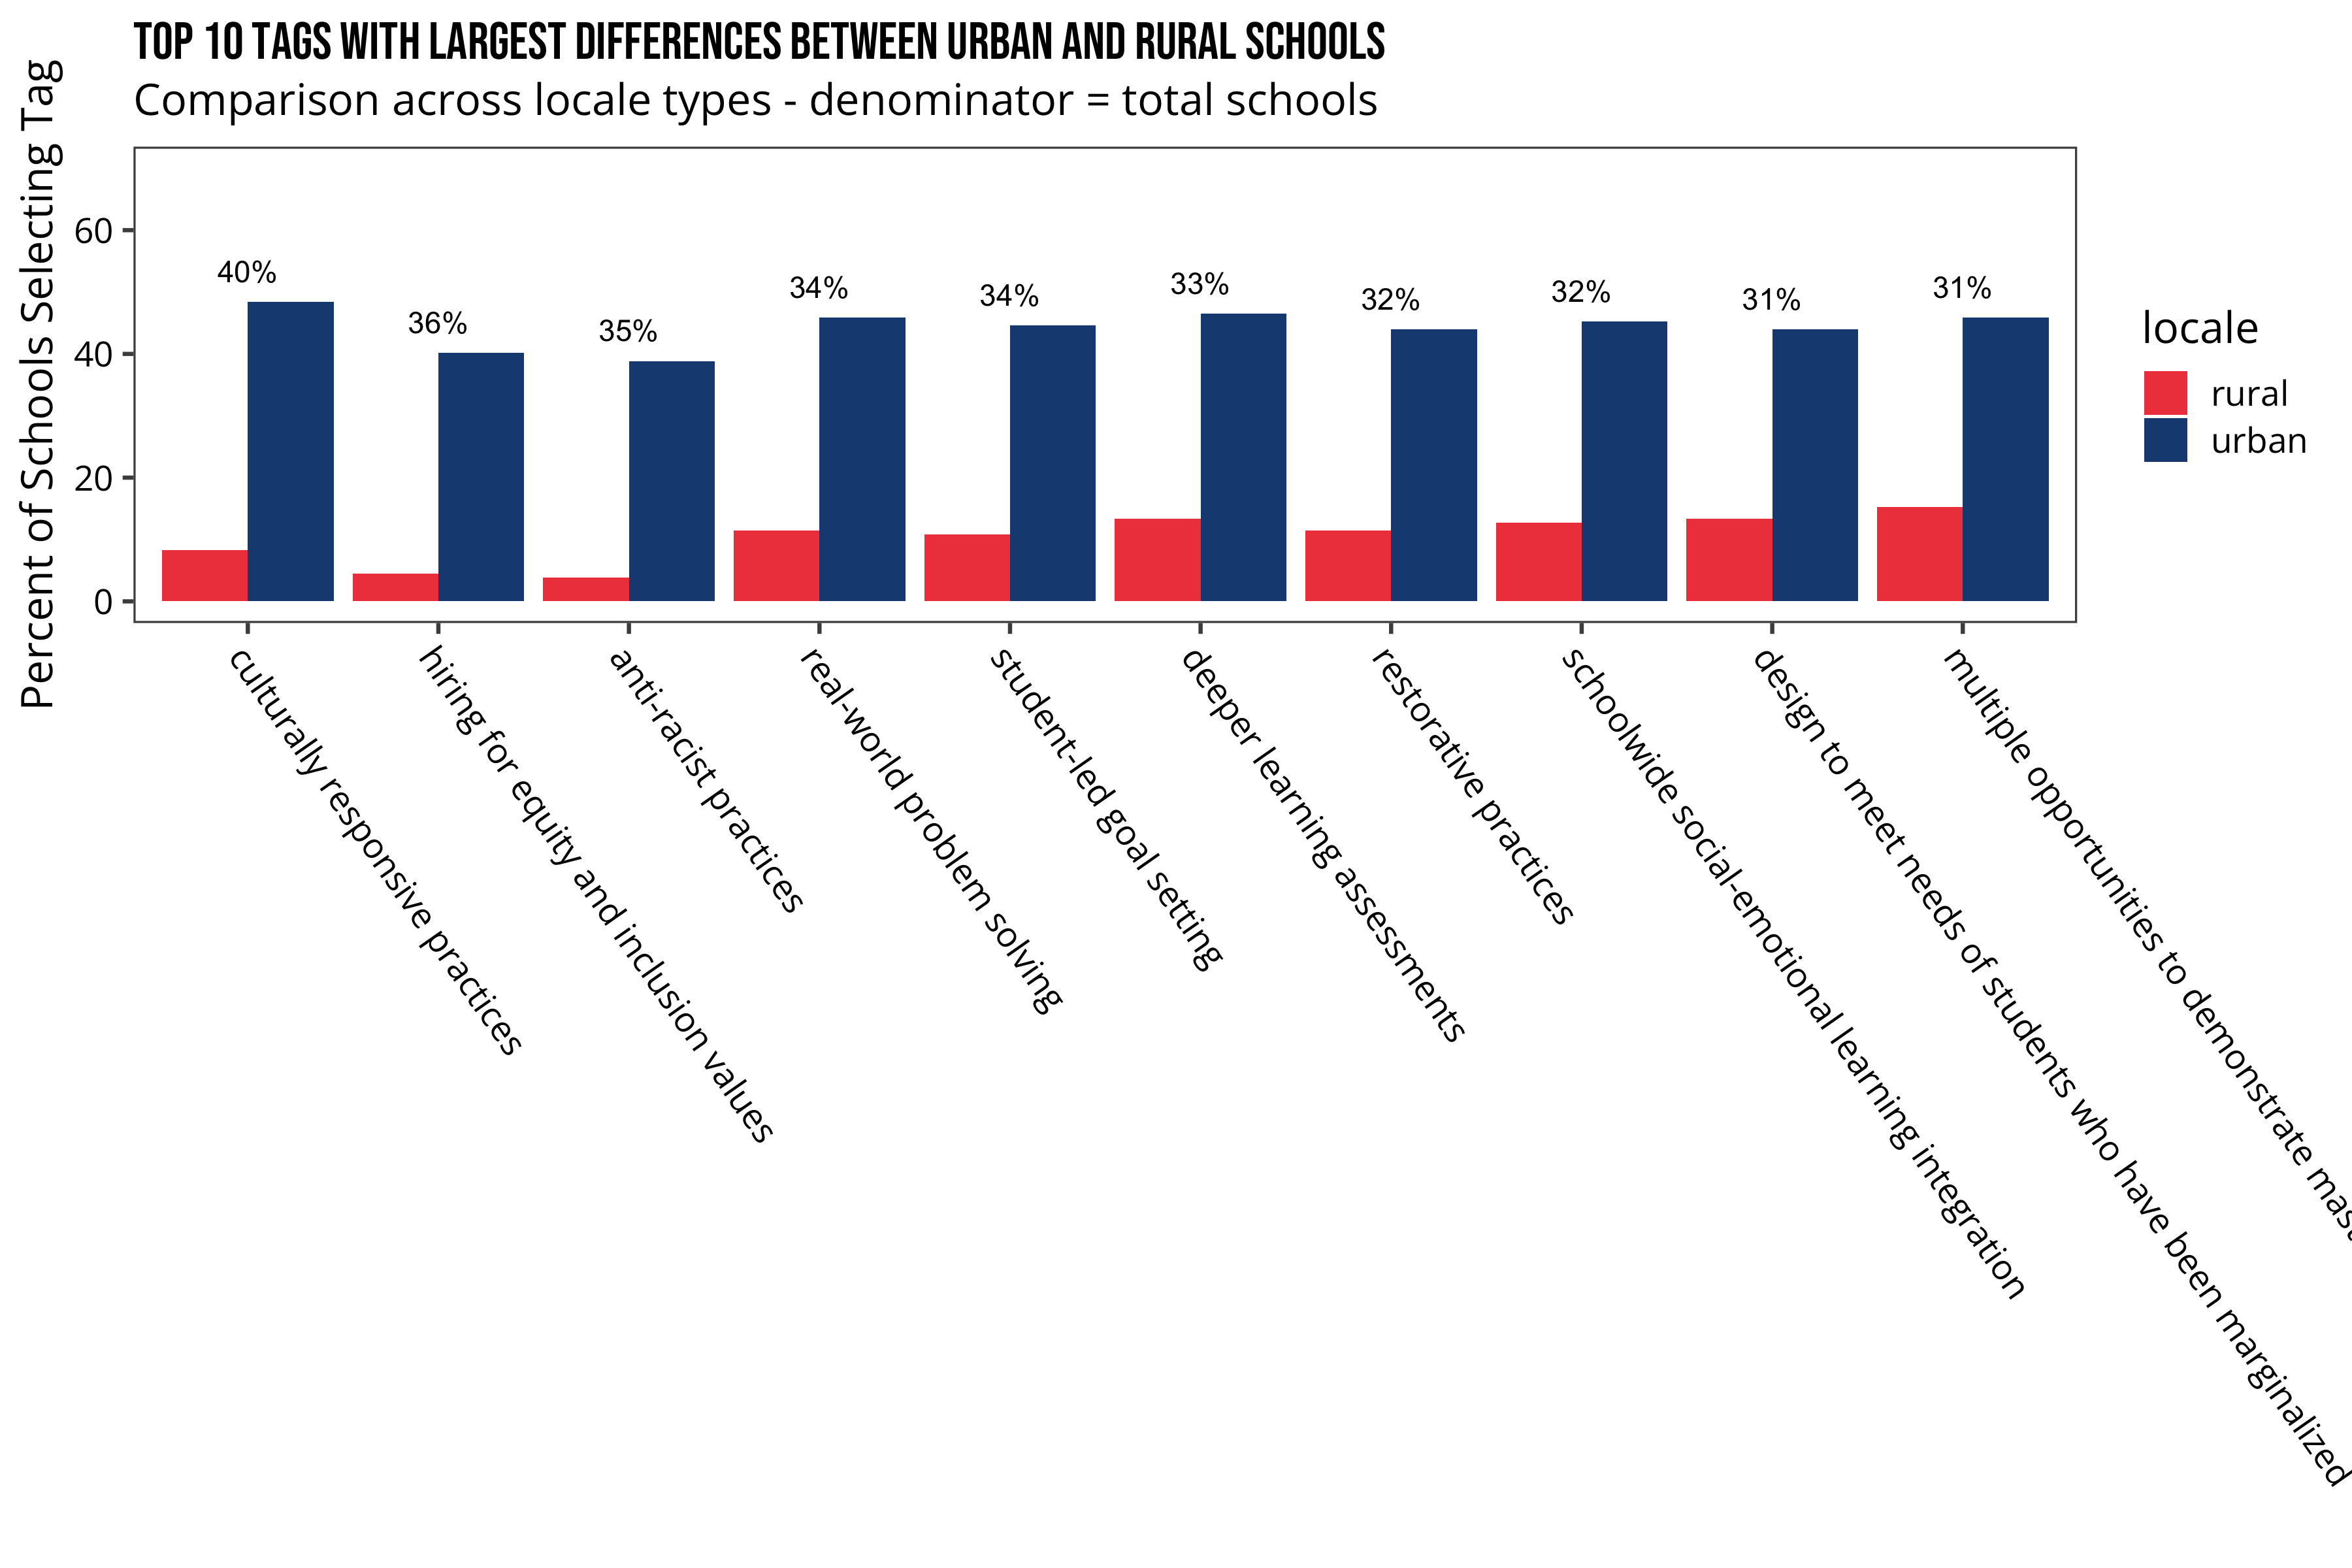 TOP 10 TAGS WITH LARGEST DIFFERENCES BETWEEN URBAN AND RURAL SCHOOLS
Comparison across locale types - denominator = total schools
Percent of Schools Selecting Tag
60
40
20
0
40%
36%
35%
34%
34%
33%
32%
32%
31%
31%
culturally responsive practices
hiring for equity and inclusion values
anti-racist practices
real-world problem solving
student-led goal setting
deeper learning assessments
restorative practices
schoolwide social-emotional learning integration
design to meet needs of students who have been marginalized
multiple opportunities to demonstrate
locale
rural
urban